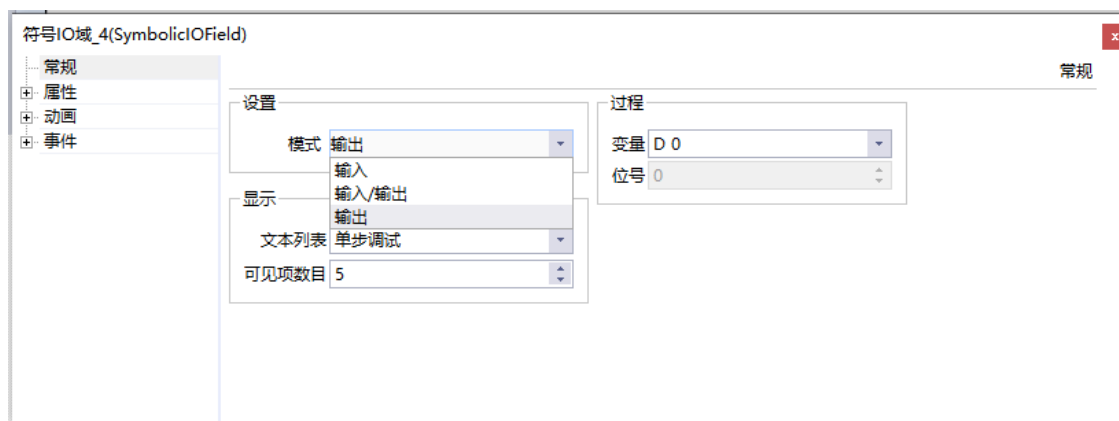 符号IO域_4(SymbolicIOField)
x
常规
属性
动画
事件
常规
设置
模式 输出
输入
输入/输出
输出
显示
文本列表 单步调试
可见项数目 5
过程
变量 D 0
位号 0